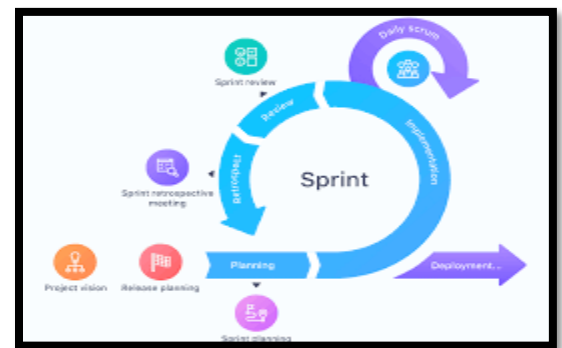 Daily scrum
Sprint review
Review
Implementation
Retrospect
Sprint
Sprint retrospective
meeting
Planning
Deployment...
Project vision
Release planning
Sprint planning